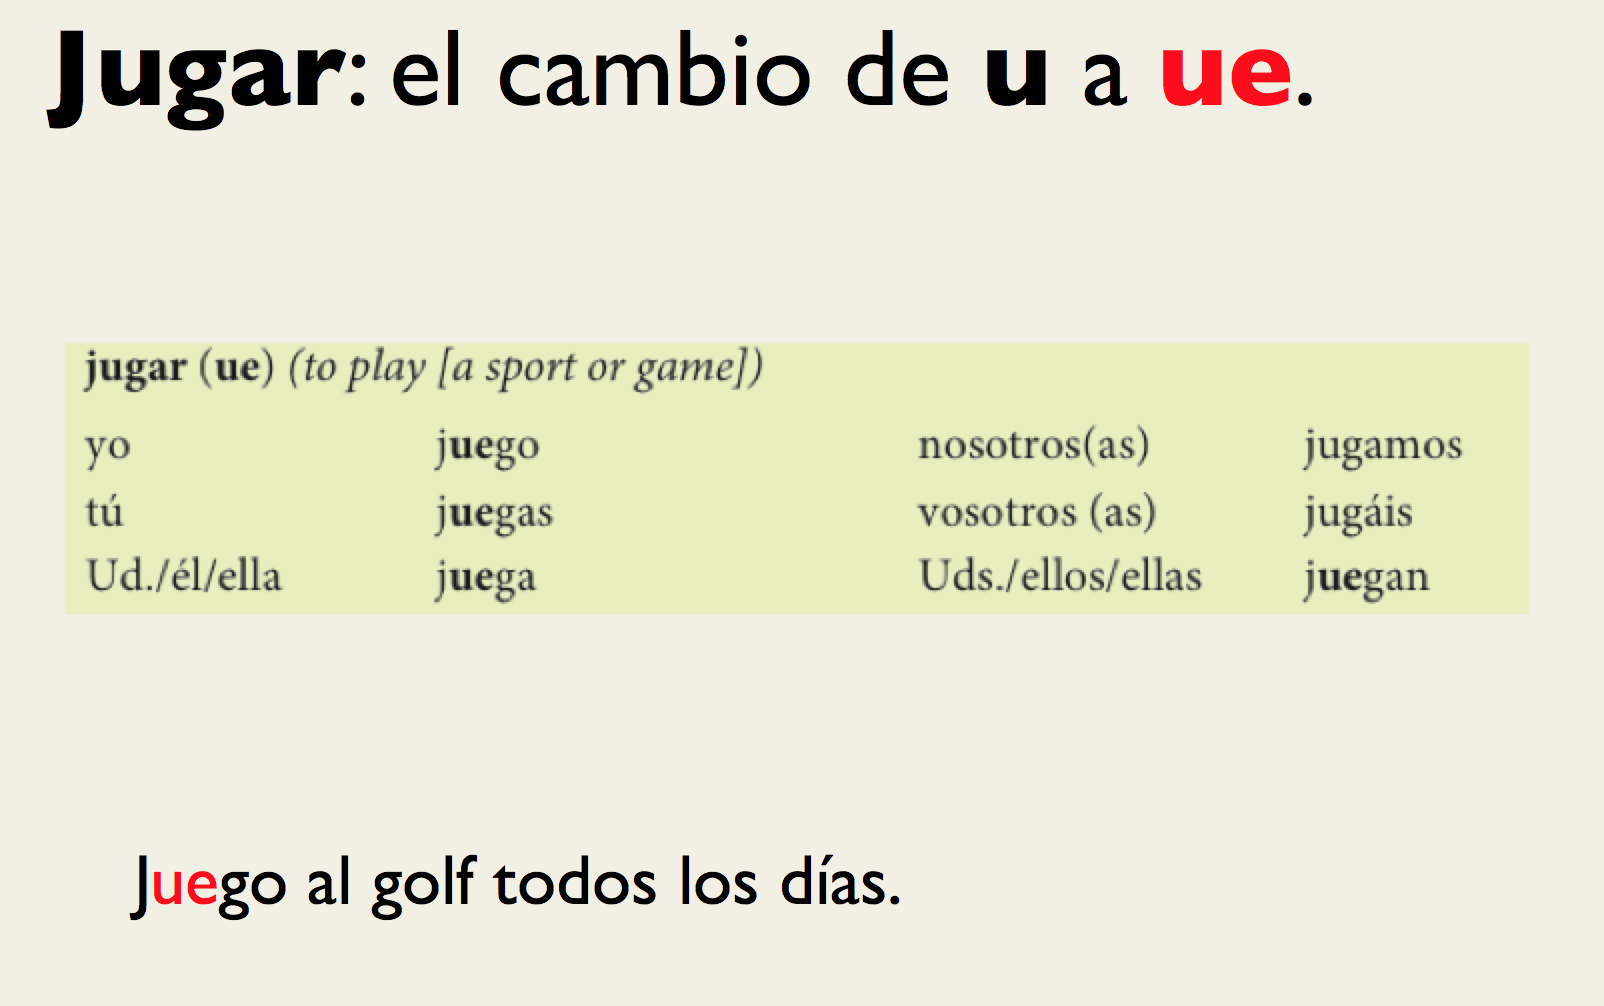 Jugar: el cambio de u a ue.
jugar (ue) (to play [a sport or game])
yo juego nosotros(as) jugamos
tú juegas vosotros (as) jugáis
Ud./él/ella juega Uds./ellos/ellas juegan
Juego al golf todos los días.